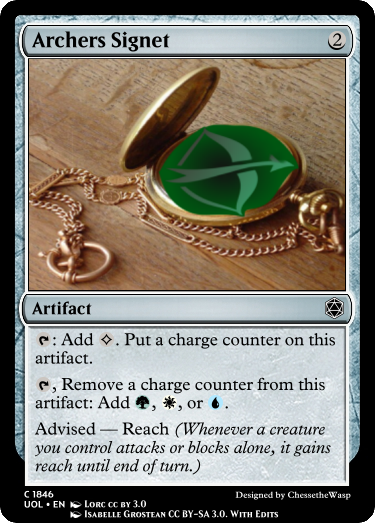 Archers Signet 2
Artifact
: Add . Put a charge counter on this
artifact.
, Remove a charge counter from this
artifact: Add , , or .
Advised — Reach (Whenever a creature
you control attacks or blocks alone, it gains
reach until end of turn.)
C 1846 Designed by ChessetheWasp
UOL • EN Lorc cc by 3.0
Isabelle Grostean CC BY-SA 3.0. With Edits